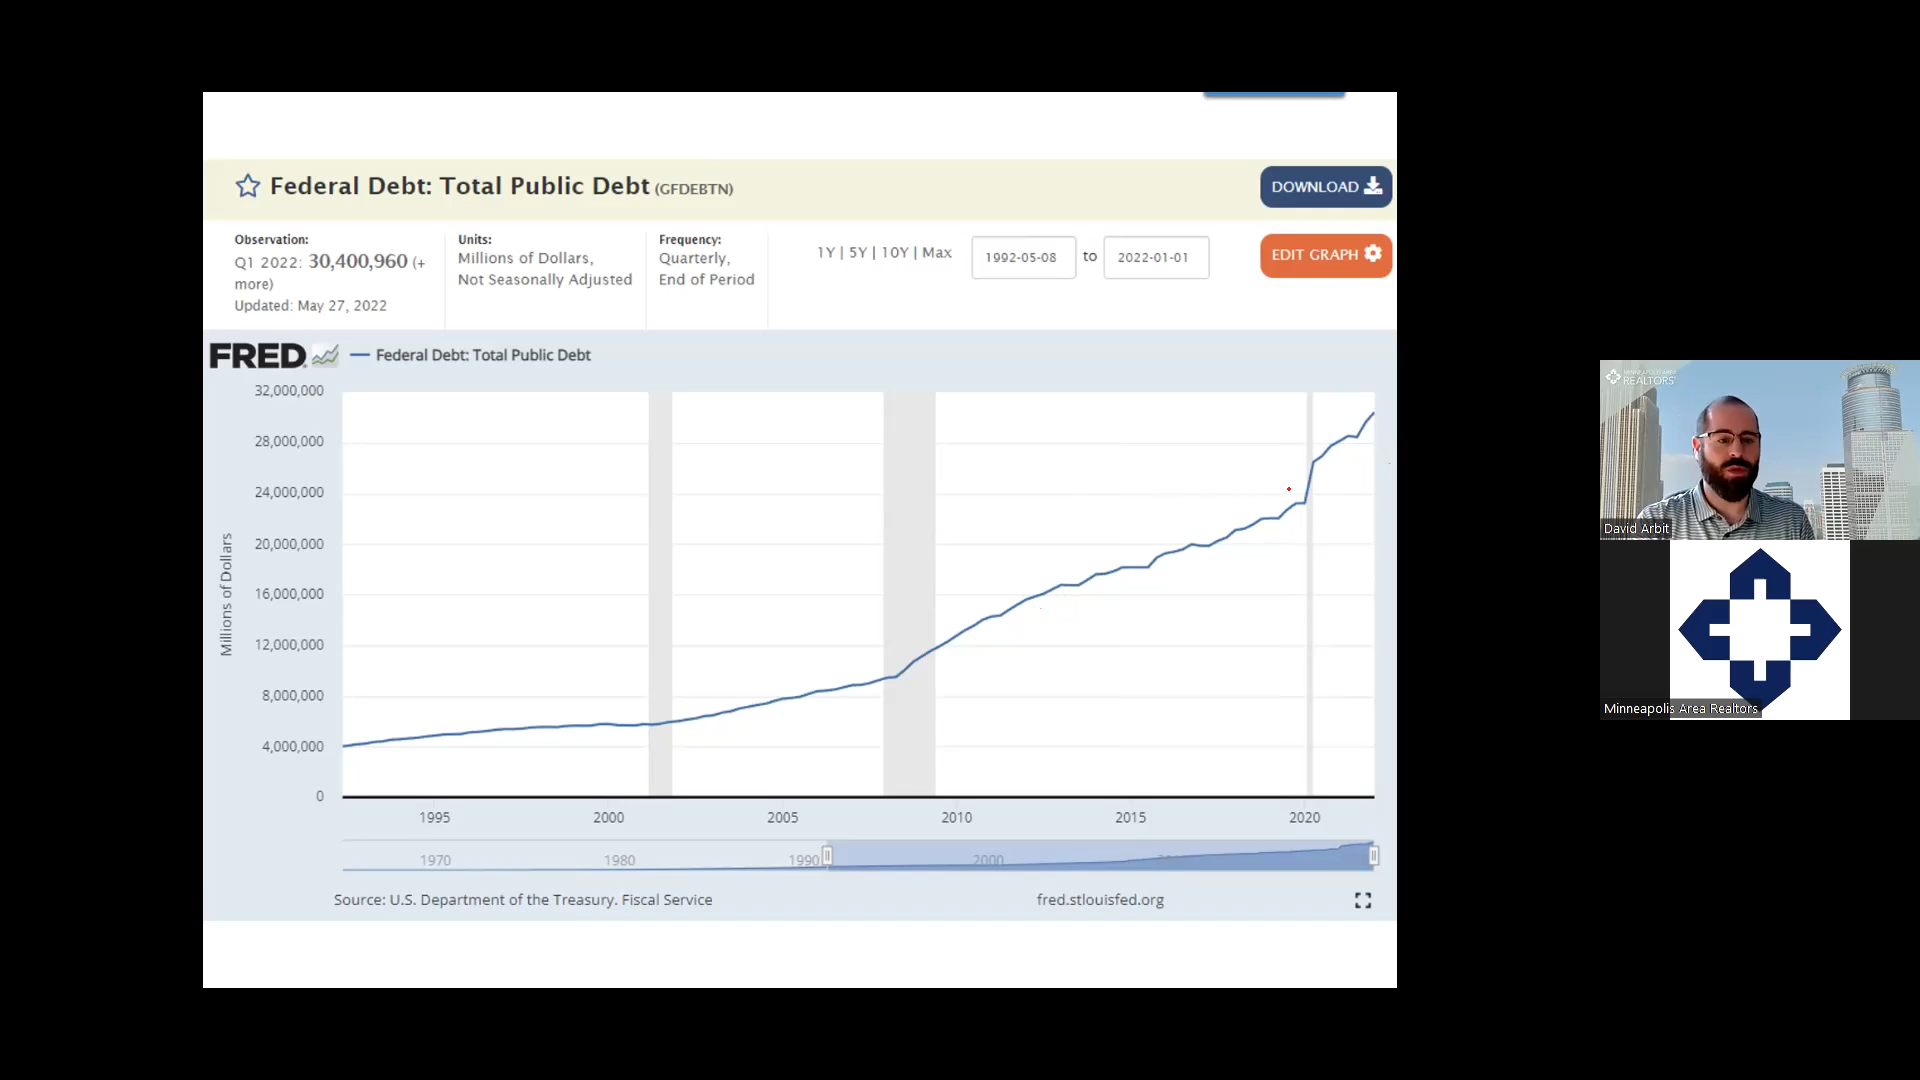 Federal Debt: Total Public Debt (GFDEBTN)
DOWNLOAD
Observation:
Q1 2022: 30,400,960 (+
more)
Updated: May 27, 2022
Units:
Millions of Dollars,
Not Seasonally Adjusted
Frequency:
Quarterly,
End of Period
1Y | 5Y | 10Y | Max
1992-05-08 to 2022-01-01
EDIT GRAPH
FRED
Federal Debt: Total Public Debt
32,000,000
28,000,000
24,000,000
20,000,000
16,000,000
12,000,000
8,000,000
4,000,000
0
Millions of Dollars
1995 2000 2005 2010 2015 2020
1970 1980 1990 2000
Source: U.S. Department of the Treasury. Fiscal Service
fred.stlouisfed.org
MINNEAPOLIS AREA
REALTORS
David Arbit
Minneapolis Area Realtors